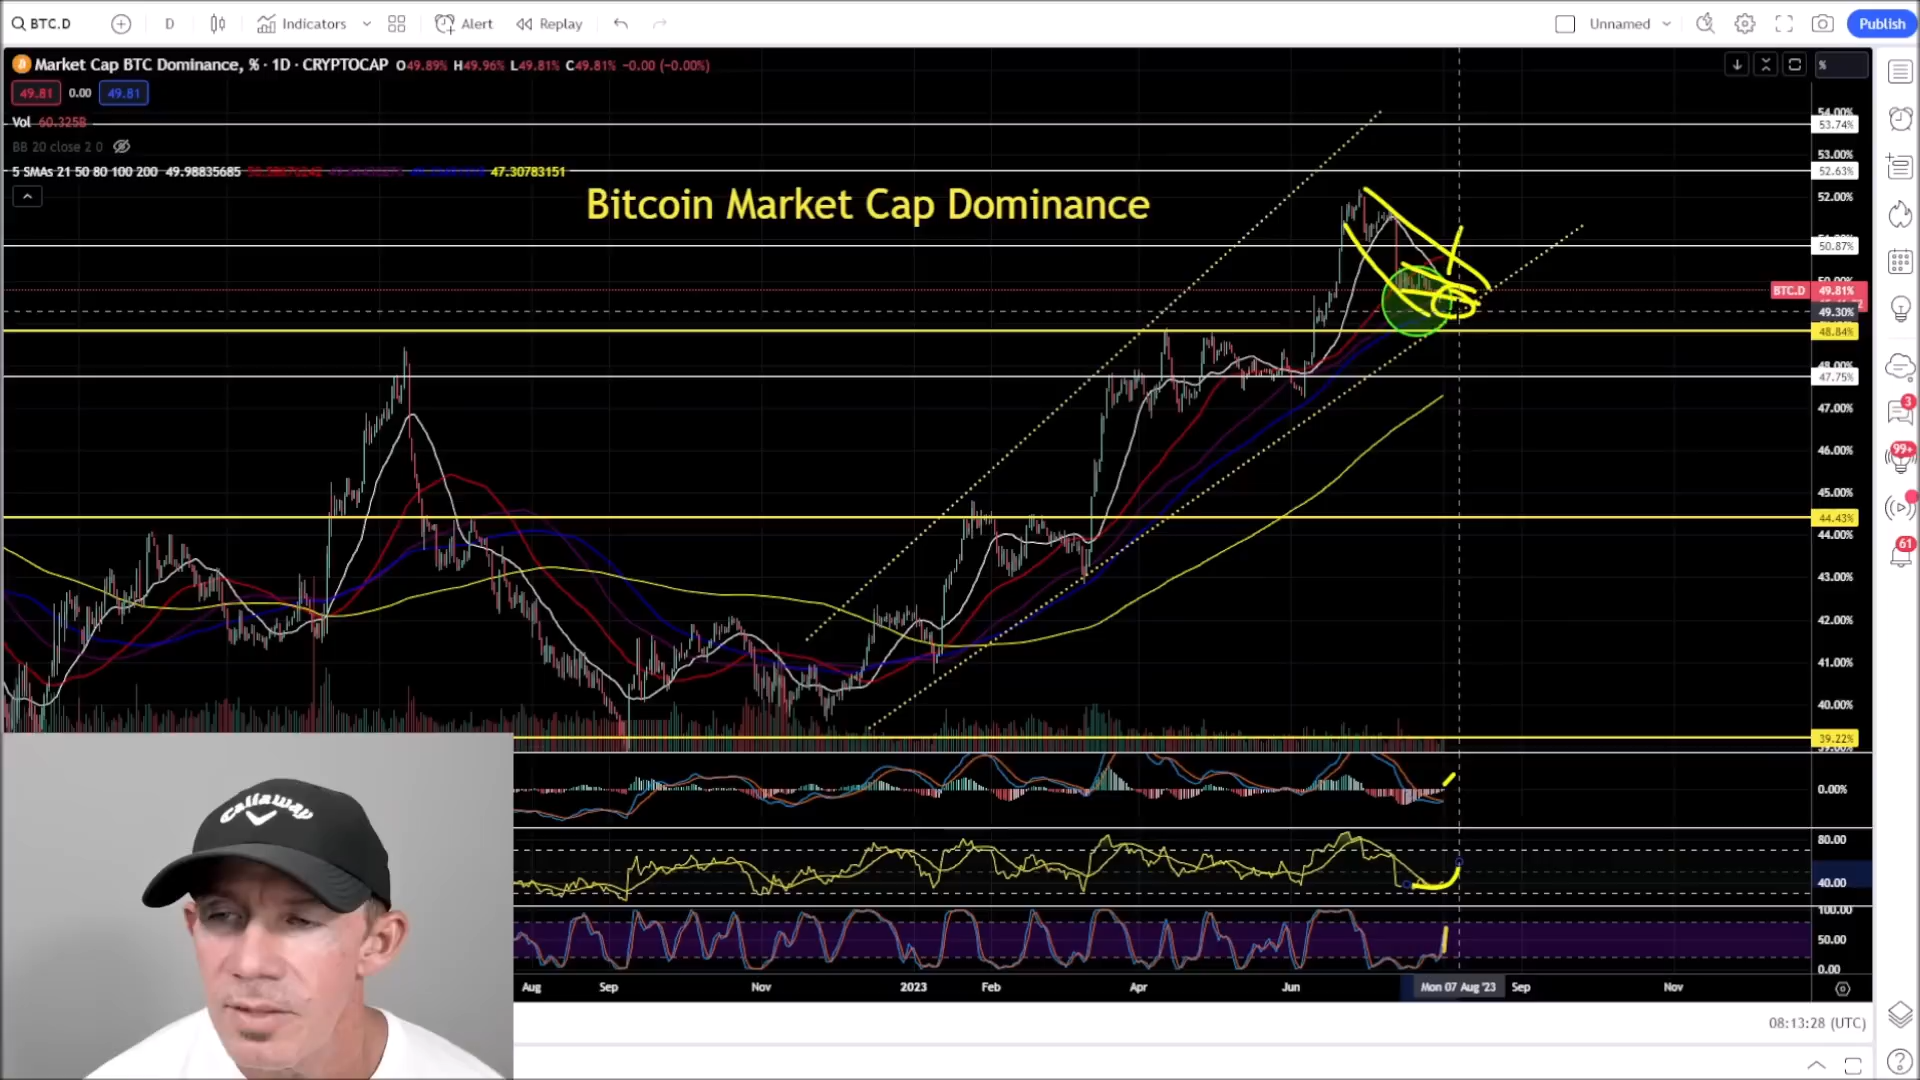 BTC.D D Indicators Alert Replay Unnamed Publish
Market Cap BTC Dominance, % · 1D · CRYPTOCAP O49.89% H49.96% L49.81% C49.81% -0.00 (-0.00%)
%
49.81 0.00 49.81
54.00%
Vol 60.325B
53.74%
BB 20 close 2 0
53.00%
5 SMAs 21 50 80 100 200 49.98835685 47.30783151
52.63%
52.00%
Bitcoin Market Cap Dominance
50.87%
BTC.D 49.81%
49.30%
48.84%
48.00%
47.75%
47.00%
3
46.00%
99+
45.00%
44.43%
44.00%
61
43.00%
42.00%
41.00%
40.00%
39.22%
0.00%
Callaway
80.00
40.00
100.00
50.00
0.00
Aug Sep Nov 2023 Feb Apr Jun Mon 07 Aug '23 Sep Nov
08:13:28 (UTC)